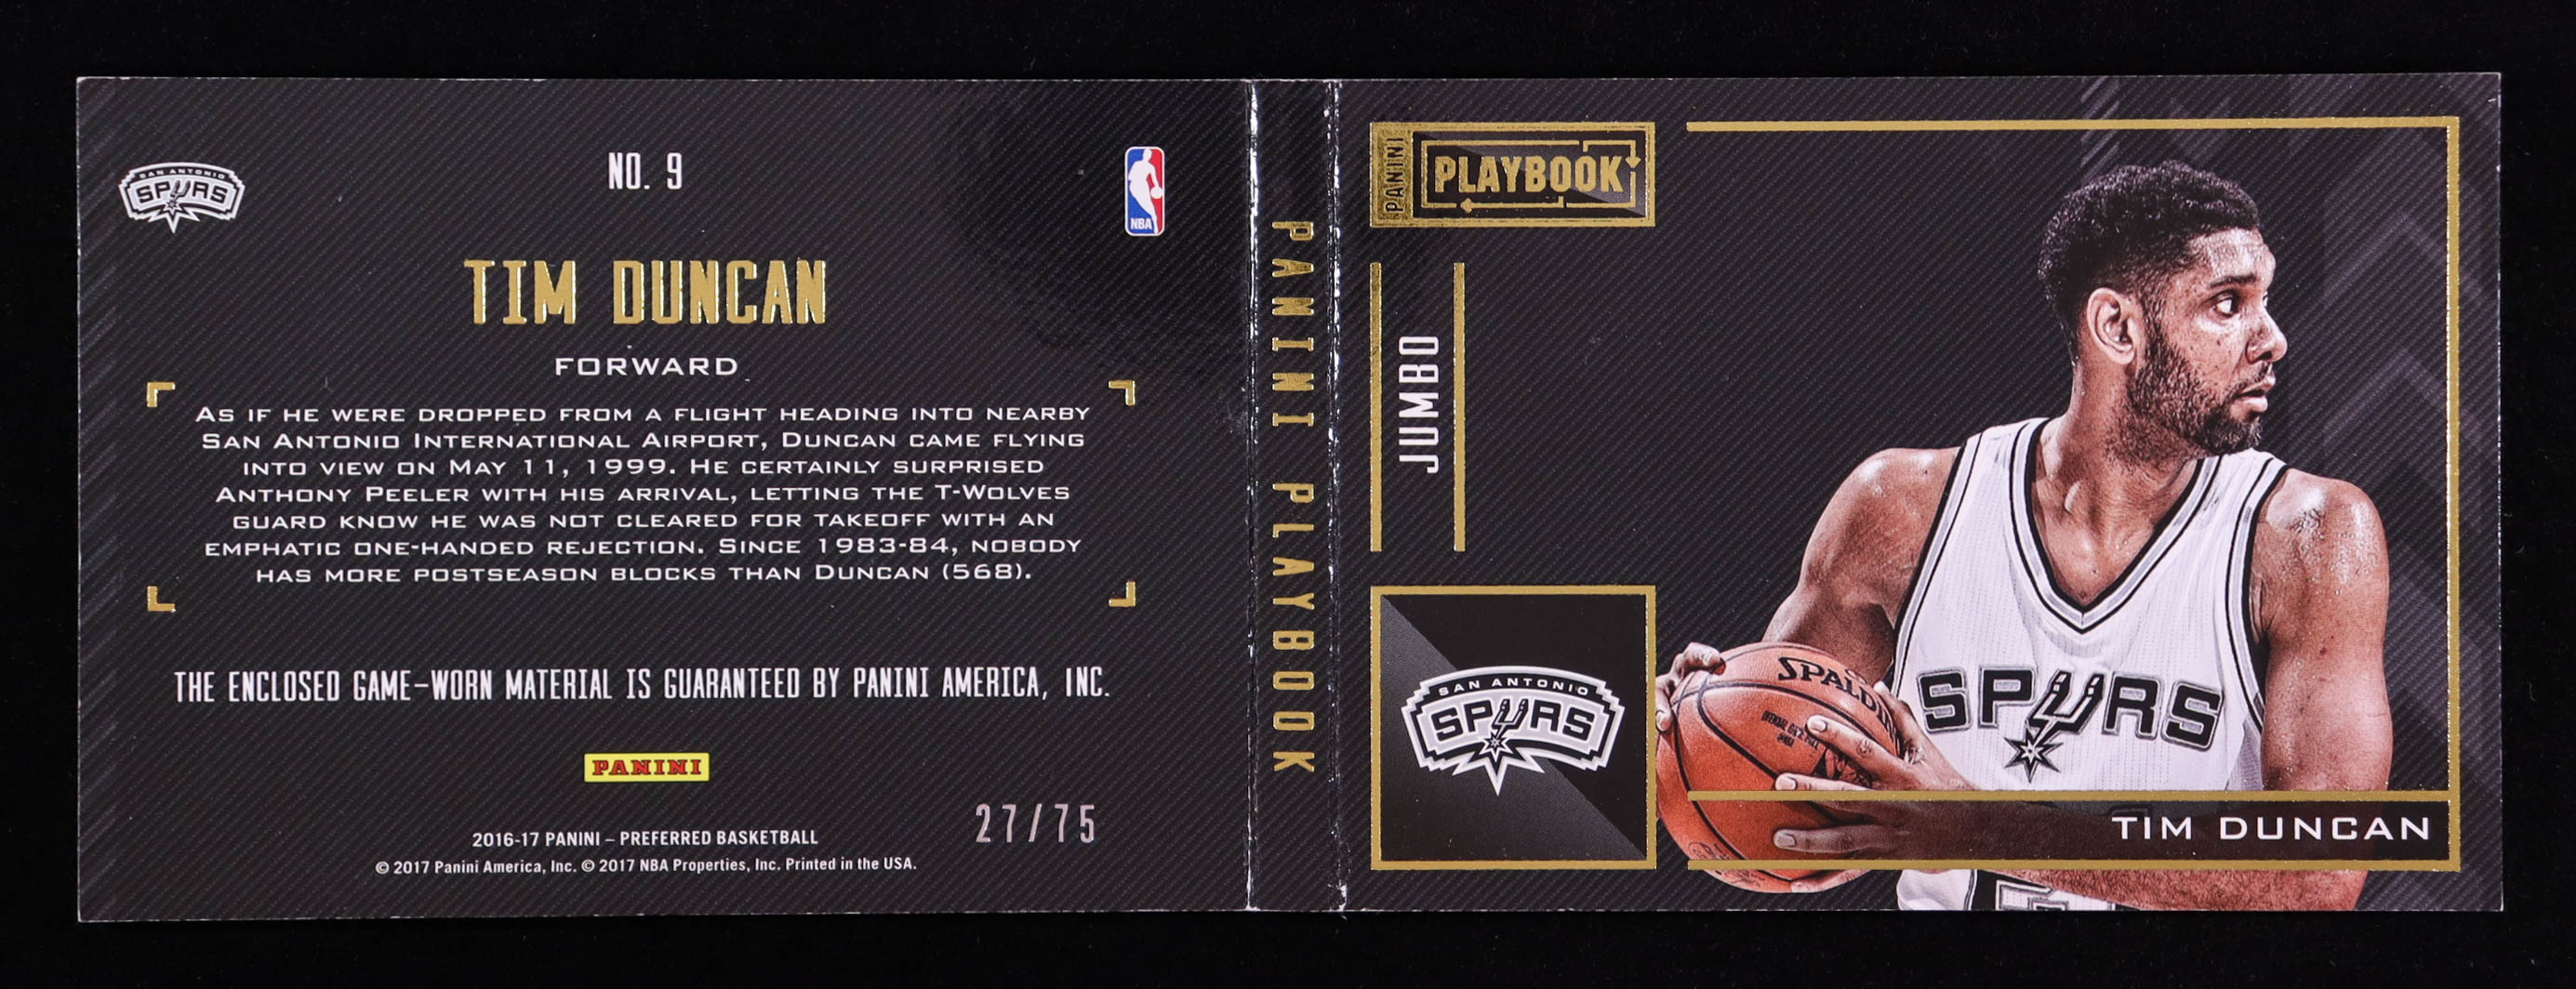 SAN ANTONIO
SPURS
NO. 9
NBA
TIM DUNCAN
FORWARD
AS IF HE WERE DROPPED FROM A FLIGHT HEADING INTO NEARBY
SAN ANTONIO INTERNATIONAL AIRPORT, DUNCAN CAME FLYING
INTO VIEW ON MAY 11, 1999. HE CERTAINLY SURPRISED
ANTHONY PEELER WITH HIS ARRIVAL, LETTING THE T-WOLVES
GUARD KNOW HE WAS NOT CLEARED FOR TAKEOFF WITH AN
EMPHATIC ONE-HANDED REJECTION. SINCE 1983-84, NOBODY
HAS MORE POSTSEASON BLOCKS THAN DUNCAN (568).
THE ENCLOSED GAME-WORN MATERIAL IS GUARANTEED BY PANINI AMERICA, INC.
PANINI
27/75
2016-17 PANINI – PREFERRED BASKETBALL
© 2017 Panini America, Inc. © 2017 NBA Properties, Inc. Printed in the USA.
PANINI PLAYBOOK
PANINI
PLAYBOOK
JUMBO
SAN ANTONIO
SPURS
SPALD
SPURS
TIM DUNCAN